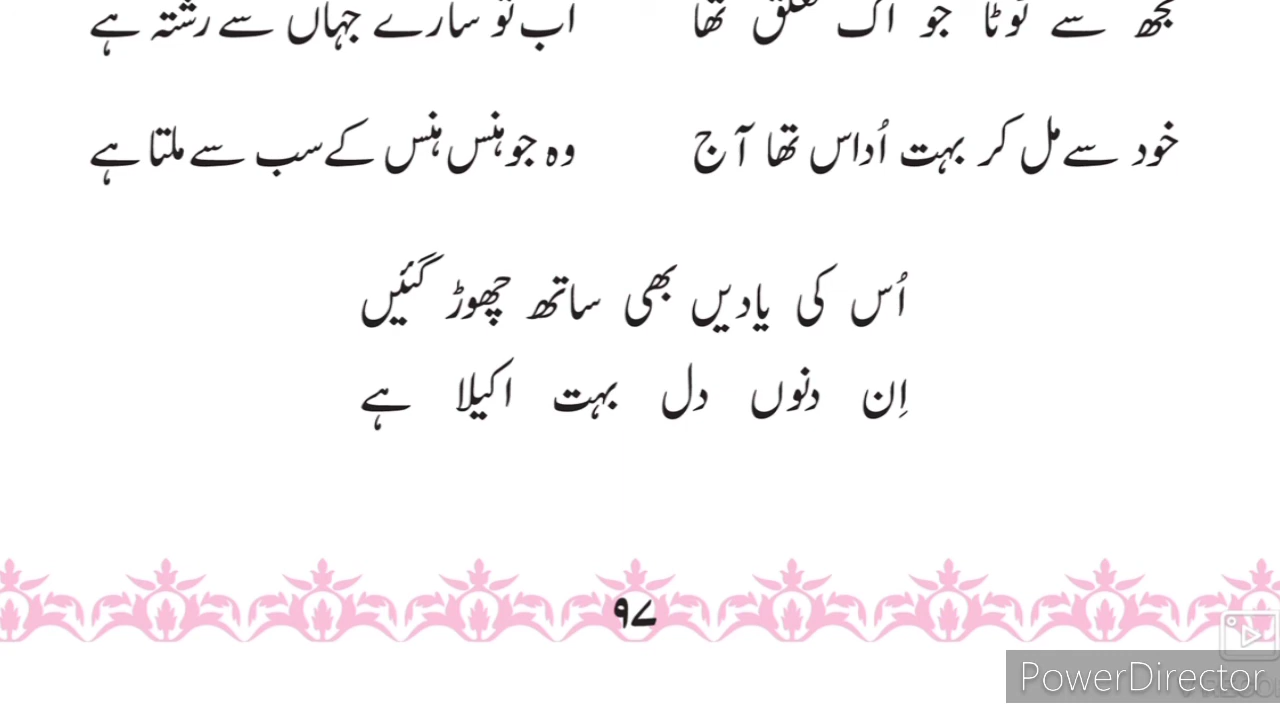 تجھ سے ٹوٹا جو اک تعلق تھا اب تو سارے جہاں سے رشتہ ہے
خود سے مل کر بہت اُداس تھا آج وہ جو ہنس ہنس کے سب سے ملتا ہے
اُس کی یادیں بھی ساتھ چھوڑ گئیں
اِن دنوں دل بہت اکیلا ہے
۹۷
PowerDirector